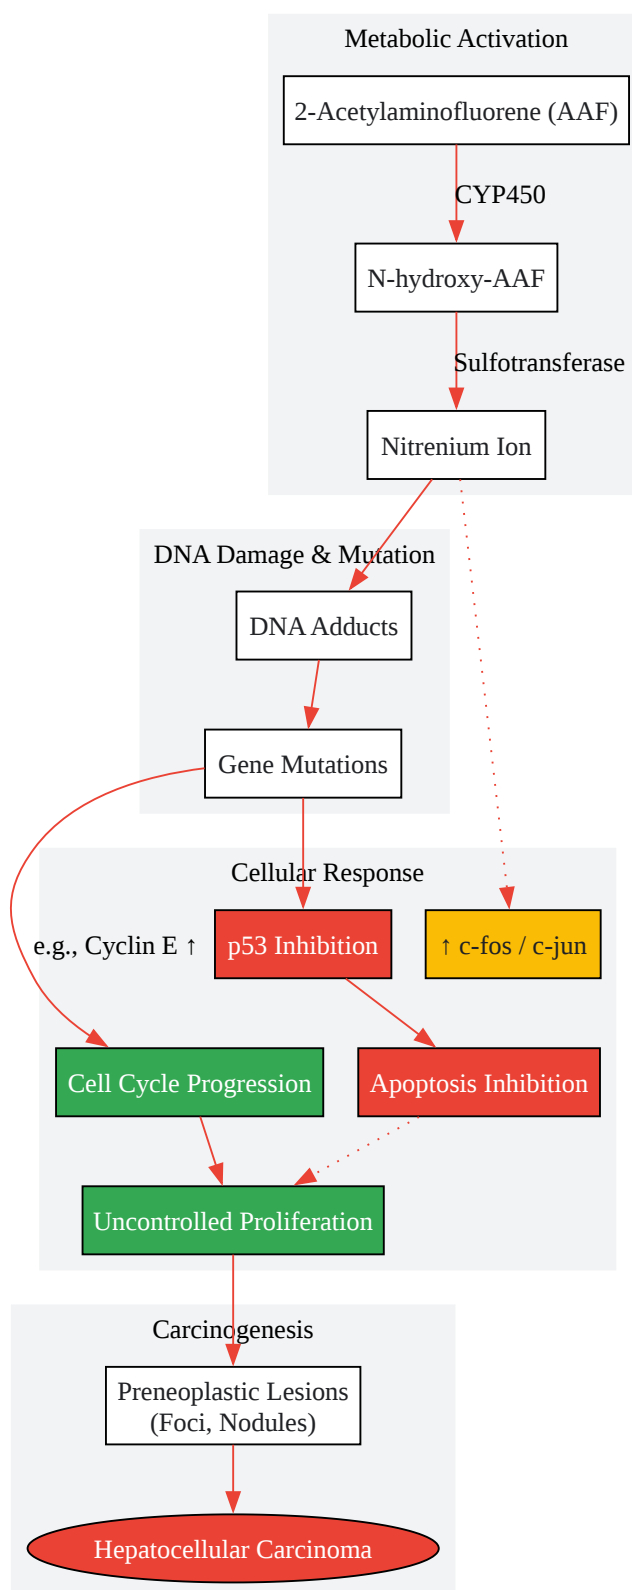 Metabolic Activation
2-Acetylaminofluorene (AAF)
CYP450
N-hydroxy-AAF
Sulfotransferase
Nitrenium Ion
DNA Damage & Mutation
DNA Adducts
Gene Mutations
Cellular Response
e.g., Cyclin E ↑
p53 Inhibition
↑ c-fos / c-jun
Cell Cycle Progression
Apoptosis Inhibition
Uncontrolled Proliferation
Carcinogenesis
Preneoplastic Lesions
(Foci, Nodules)
Hepatocellular Carcinoma